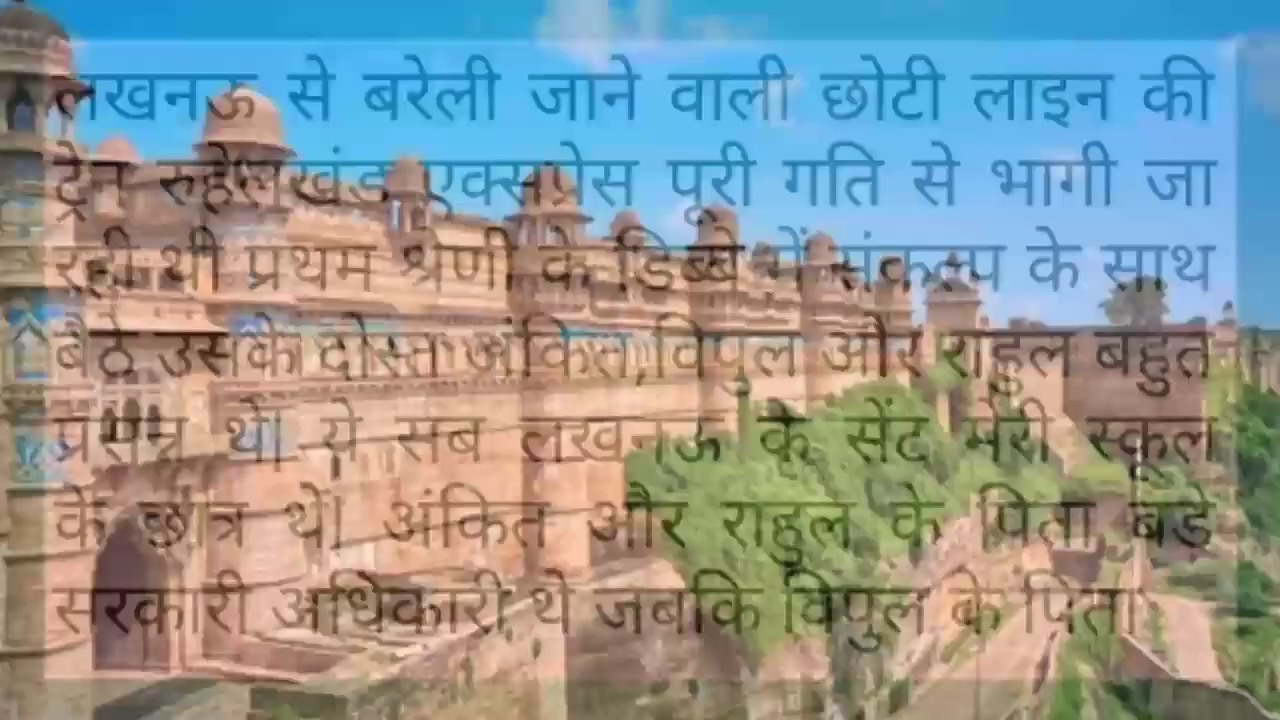 लखनऊ से बरेली जाने वाली छोटी लाइन की
ट्रेन रुहेलखंड एक्सप्रेस पूरी गति से भागी जा
रही थी प्रथम श्रेणी के डिब्बे में संकल्प के साथ
बैठे उसके दोस्त अंकित,विपुल और राहुल बहुत
प्रसन्न थे| ये सब लखनऊ के सेंट मेरी स्कूल
के छात्र थे| अंकित और राहुल के पिता बड़े
सरकारी अधिकारी थे जबकि विपुल के पिता